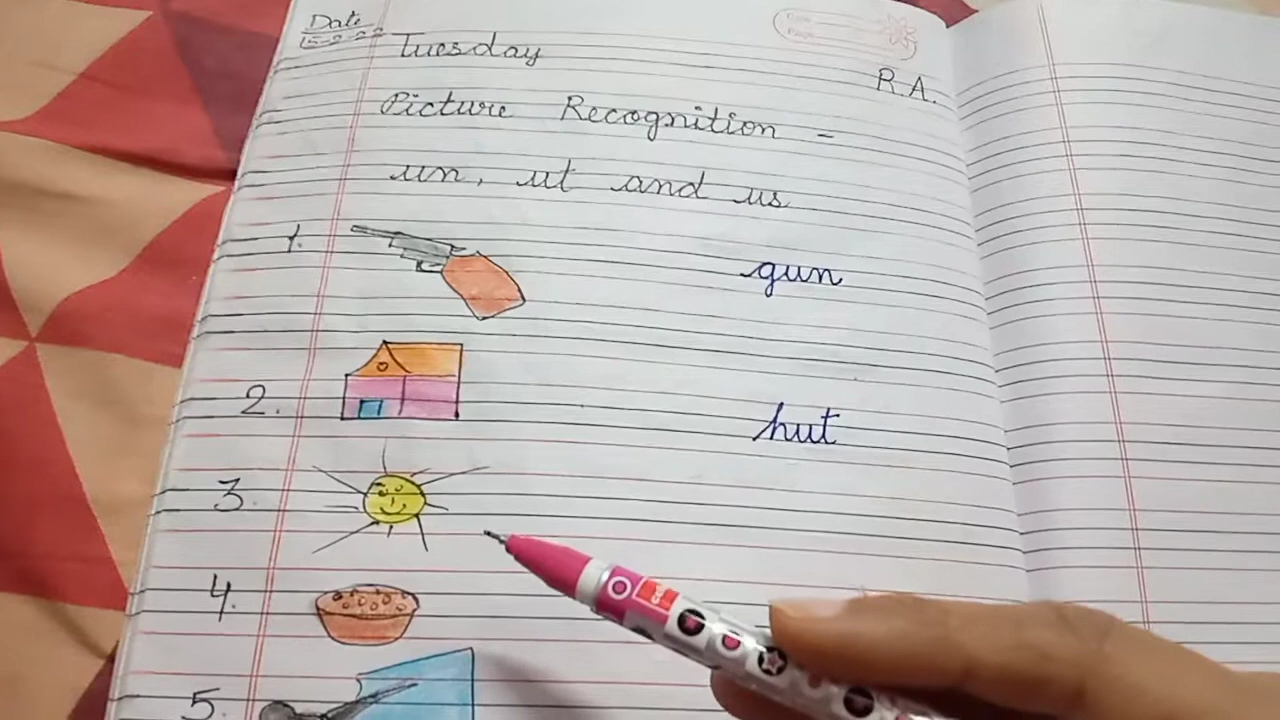 Date
Tuesday
R.A.
Picture Recognition -
un, ut and us
1. gun
2. hut
3.
4.
5.